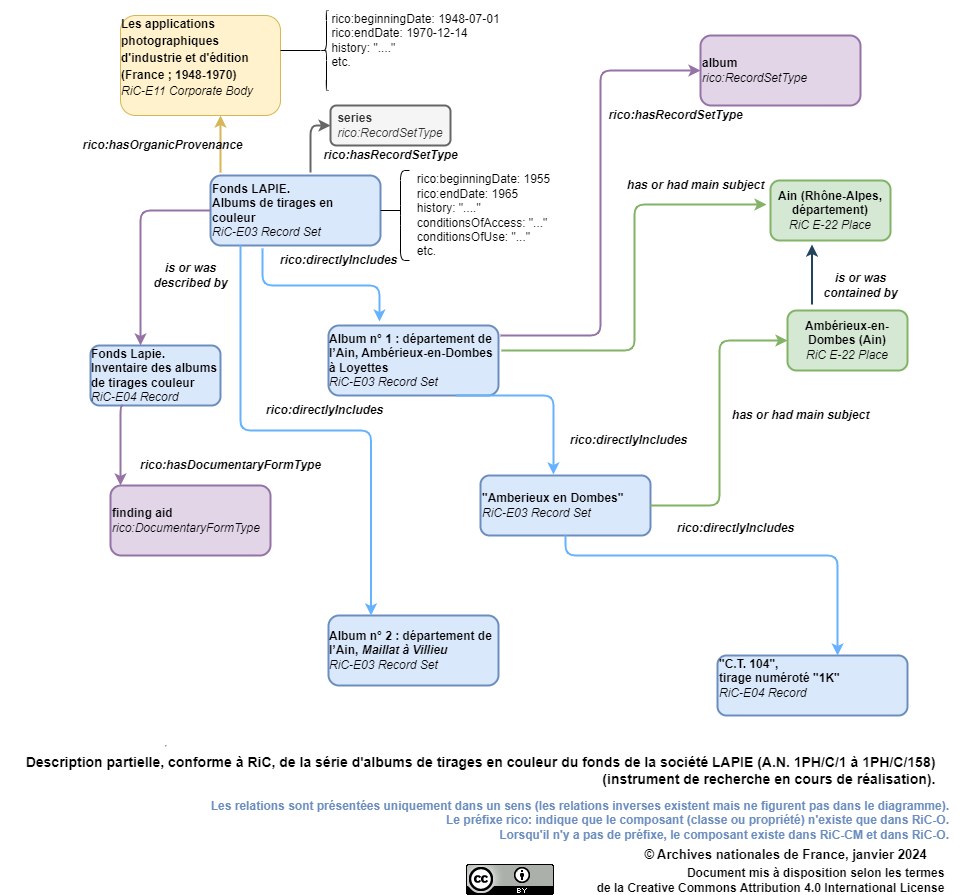 Les applications
photographiques
d'industrie et d'édition
(France ; 1948-1970)
RiC-E11 Corporate Body
rico:beginningDate: 1948-07-01
rico:endDate: 1970-12-14
history: "...."
etc.
album
rico:RecordSetType
series
rico:RecordSetType
rico:hasRecordSetType
rico:hasOrganicProvenance
rico:hasRecordSetType
Fonds LAPIE.
Albums de tirages en
couleur
RiC-E03 Record Set
rico:beginningDate: 1955
rico:endDate: 1965
history: "...."
conditionsOfAccess: "..."
conditionsOfUse: "..."
etc.
has or had main subject
Ain (Rhône-Alpes,
département)
RiC E-22 Place
rico:directlyIncludes
is or was
described by
is or was
contained by
Album n° 1 : département de
l'Ain, Ambérieux-en-Dombes
à Loyettes
RiC-E03 Record Set
Ambérieux-en-
Dombes (Ain)
RiC E-22 Place
Fonds Lapie.
Inventaire des albums
de tirages couleur
RiC-E04 Record
rico:directlyIncludes
has or had main subject
rico:directlyIncludes
rico:hasDocumentaryFormType
"Amberieux en Dombes"
RiC-E03 Record Set
finding aid
rico:DocumentaryFormType
rico:directlyIncludes
Album n° 2 : département de
l'Ain, Maillat à Villieu
RiC-E03 Record Set
"C.T. 104",
tirage numéroté "1K"
RiC-E04 Record
Description partielle, conforme à RiC, de la série d'albums de tirages en couleur du fonds de la société LAPIE (A.N. 1PH/C/1 à 1PH/C/158)
(instrument de recherche en cours de réalisation).
Les relations sont présentées uniquement dans un sens (les relations inverses existent mais ne figurent pas dans le diagramme).
Le préfixe rico: indique que le composant (classe ou propriété) n'existe que dans RiC-O.
Lorsqu'il n'y a pas de préfixe, le composant existe dans RiC-CM et dans RiC-O.
© Archives nationales de France, janvier 2024
Document mis à disposition selon les termes
de la Creative Commons Attribution 4.0 International License
cc
BY